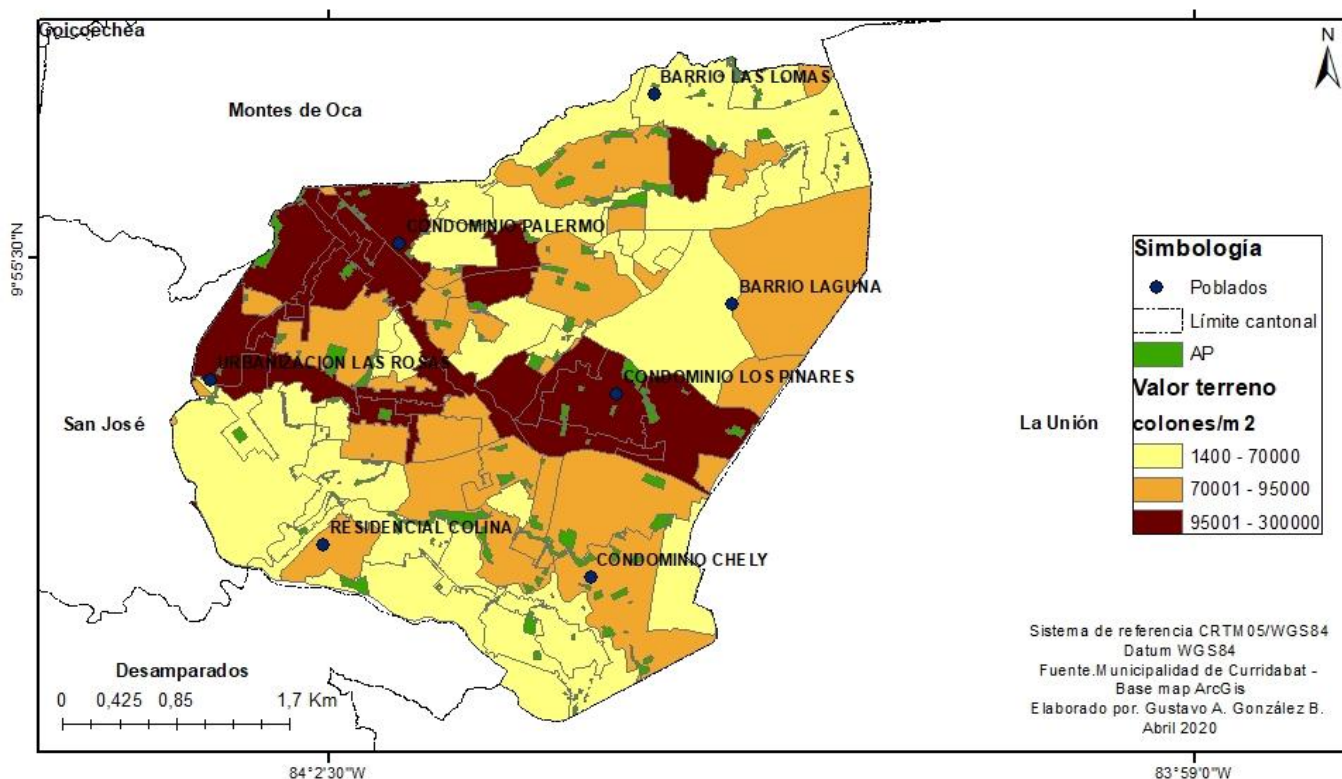 Goicoechea
N
BARRIO LAS LOMAS
Montes de Oca
CONDOMINIO PALERMO
9°55'30"N
BARRIO LAGUNA
URBANIZACION LAS ROSAS
CONDOMINIO LOS PINARES
San José
La Unión
RESIDENCIAL COLINA
CONDOMINIO CHELY
Desamparados
0 0,425 0,85 1,7 Km
84°2'30"W
83°59'0"W
Simbología
Poblados
Límite cantonal
AP
Valor terreno
colones/m 2
1400 - 70000
70001 - 95000
95001 - 300000
Sistema de referencia CRTM05/WGS84
Datum WGS84
Fuente.Municipalidad de Curridabat -
Base map ArcGis
Elaborado por. Gustavo A. González B.
Abril 2020